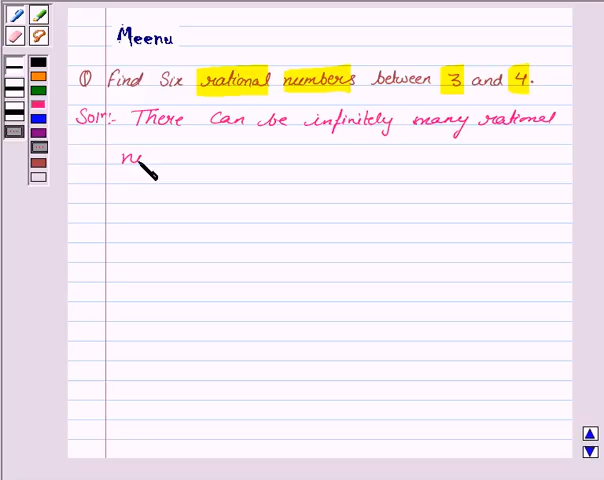 Meenu
Q Find Six rational numbers between 3 and 4.
Soln:- There can be infinitely many rational